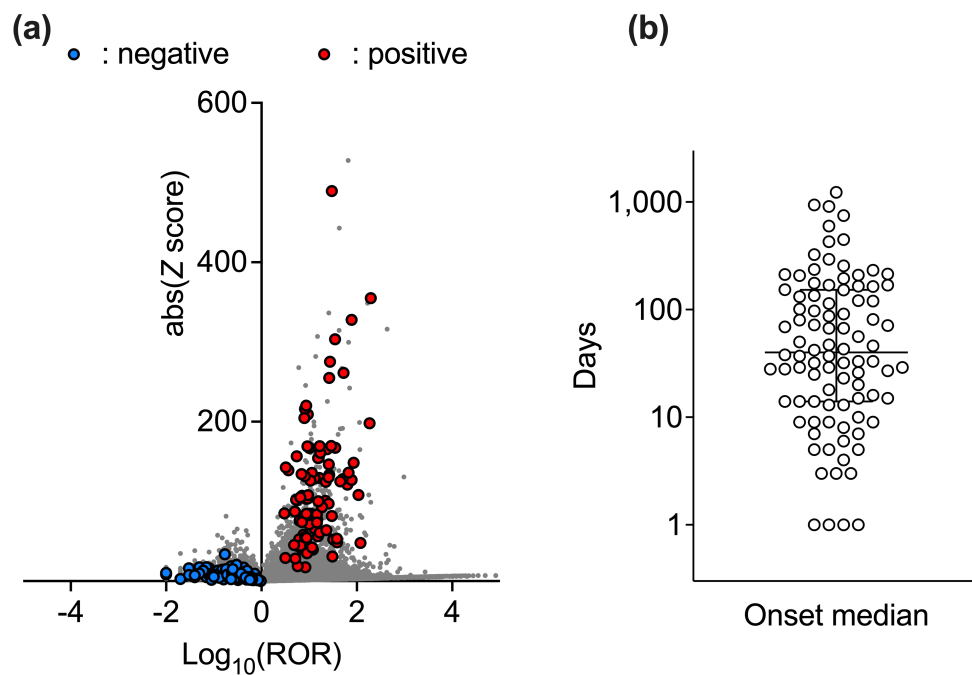 (a)
: negative
: positive
600
400
200
abs(Z score)
-4
-2
0
2
4
Log10(ROR)
(b)
1,000
100
10
1
Days
Onset median